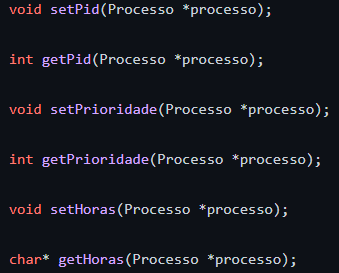 void setPid(Processo *processo);
int getPid(Processo *processo);
void setPrioridade(Processo *processo);
int getPrioridade(Processo *processo);
void setHoras(Processo *processo);
char* getHoras(Processo *processo);